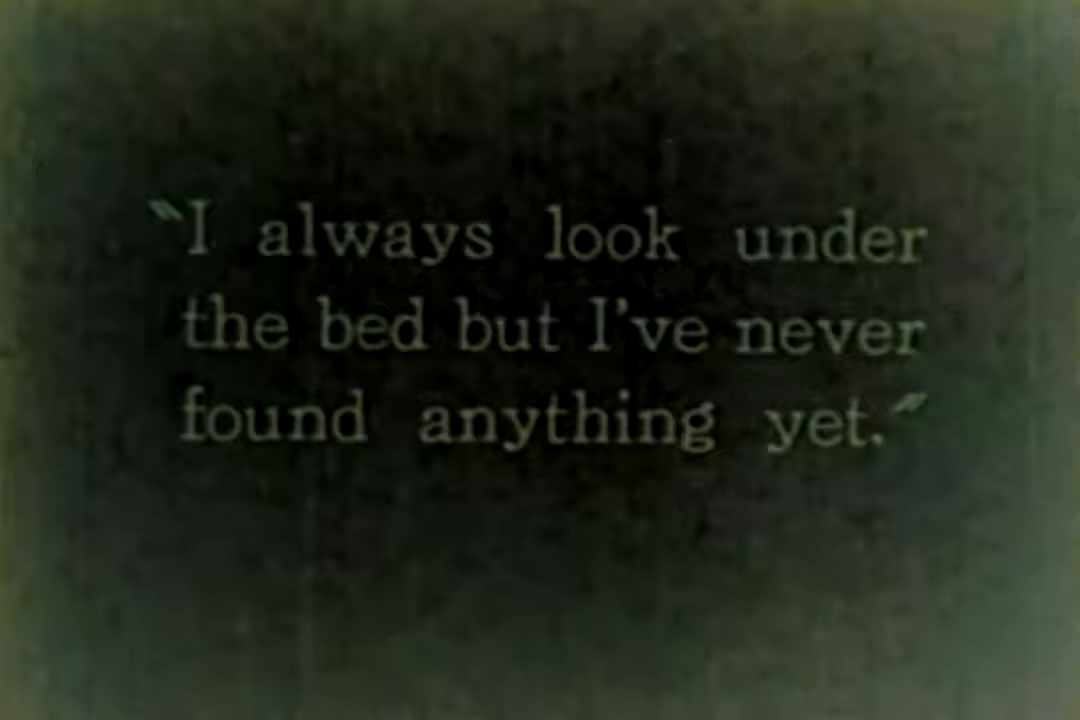 "I always look under
the bed but I've never
found anything yet."